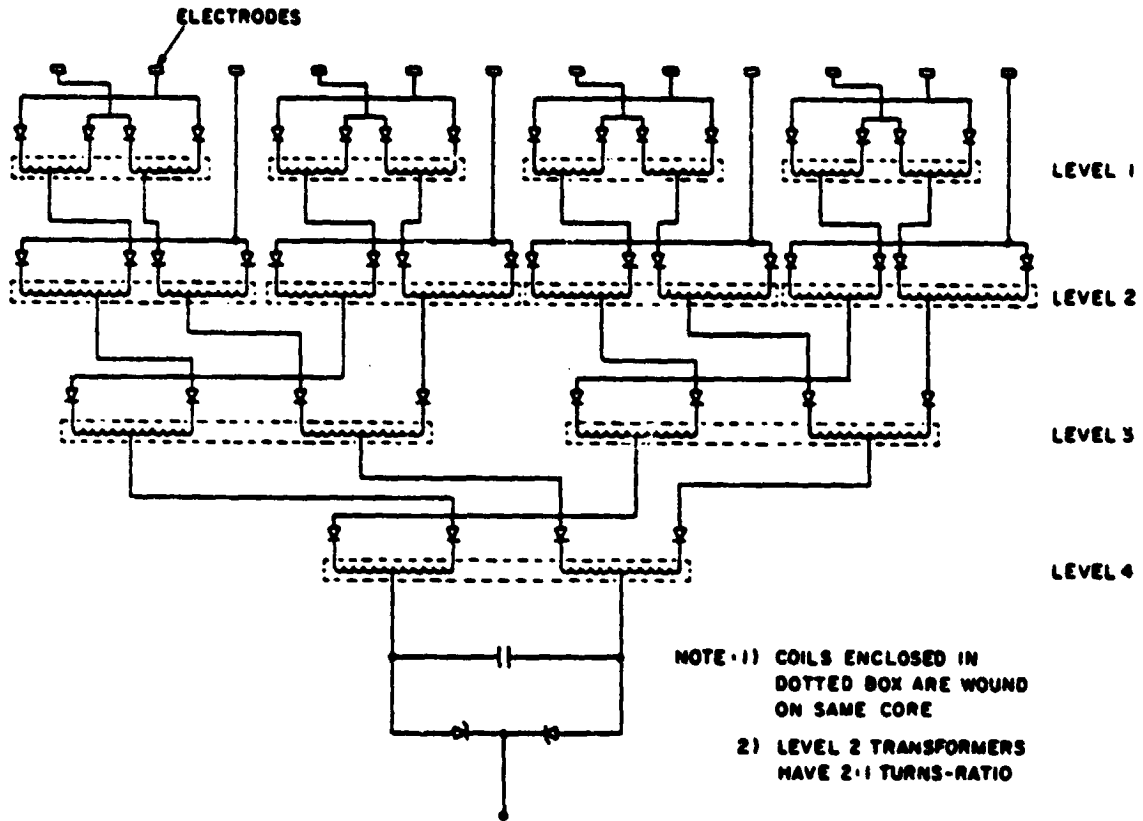 ELECTRODES
LEVEL 1
LEVEL 2
LEVEL 3
LEVEL 4
NOTE: 1) COILS ENCLOSED IN
DOTTED BOX ARE WOUND
ON SAME CORE
2) LEVEL 2 TRANSFORMERS
HAVE 2:1 TURNS-RATIO